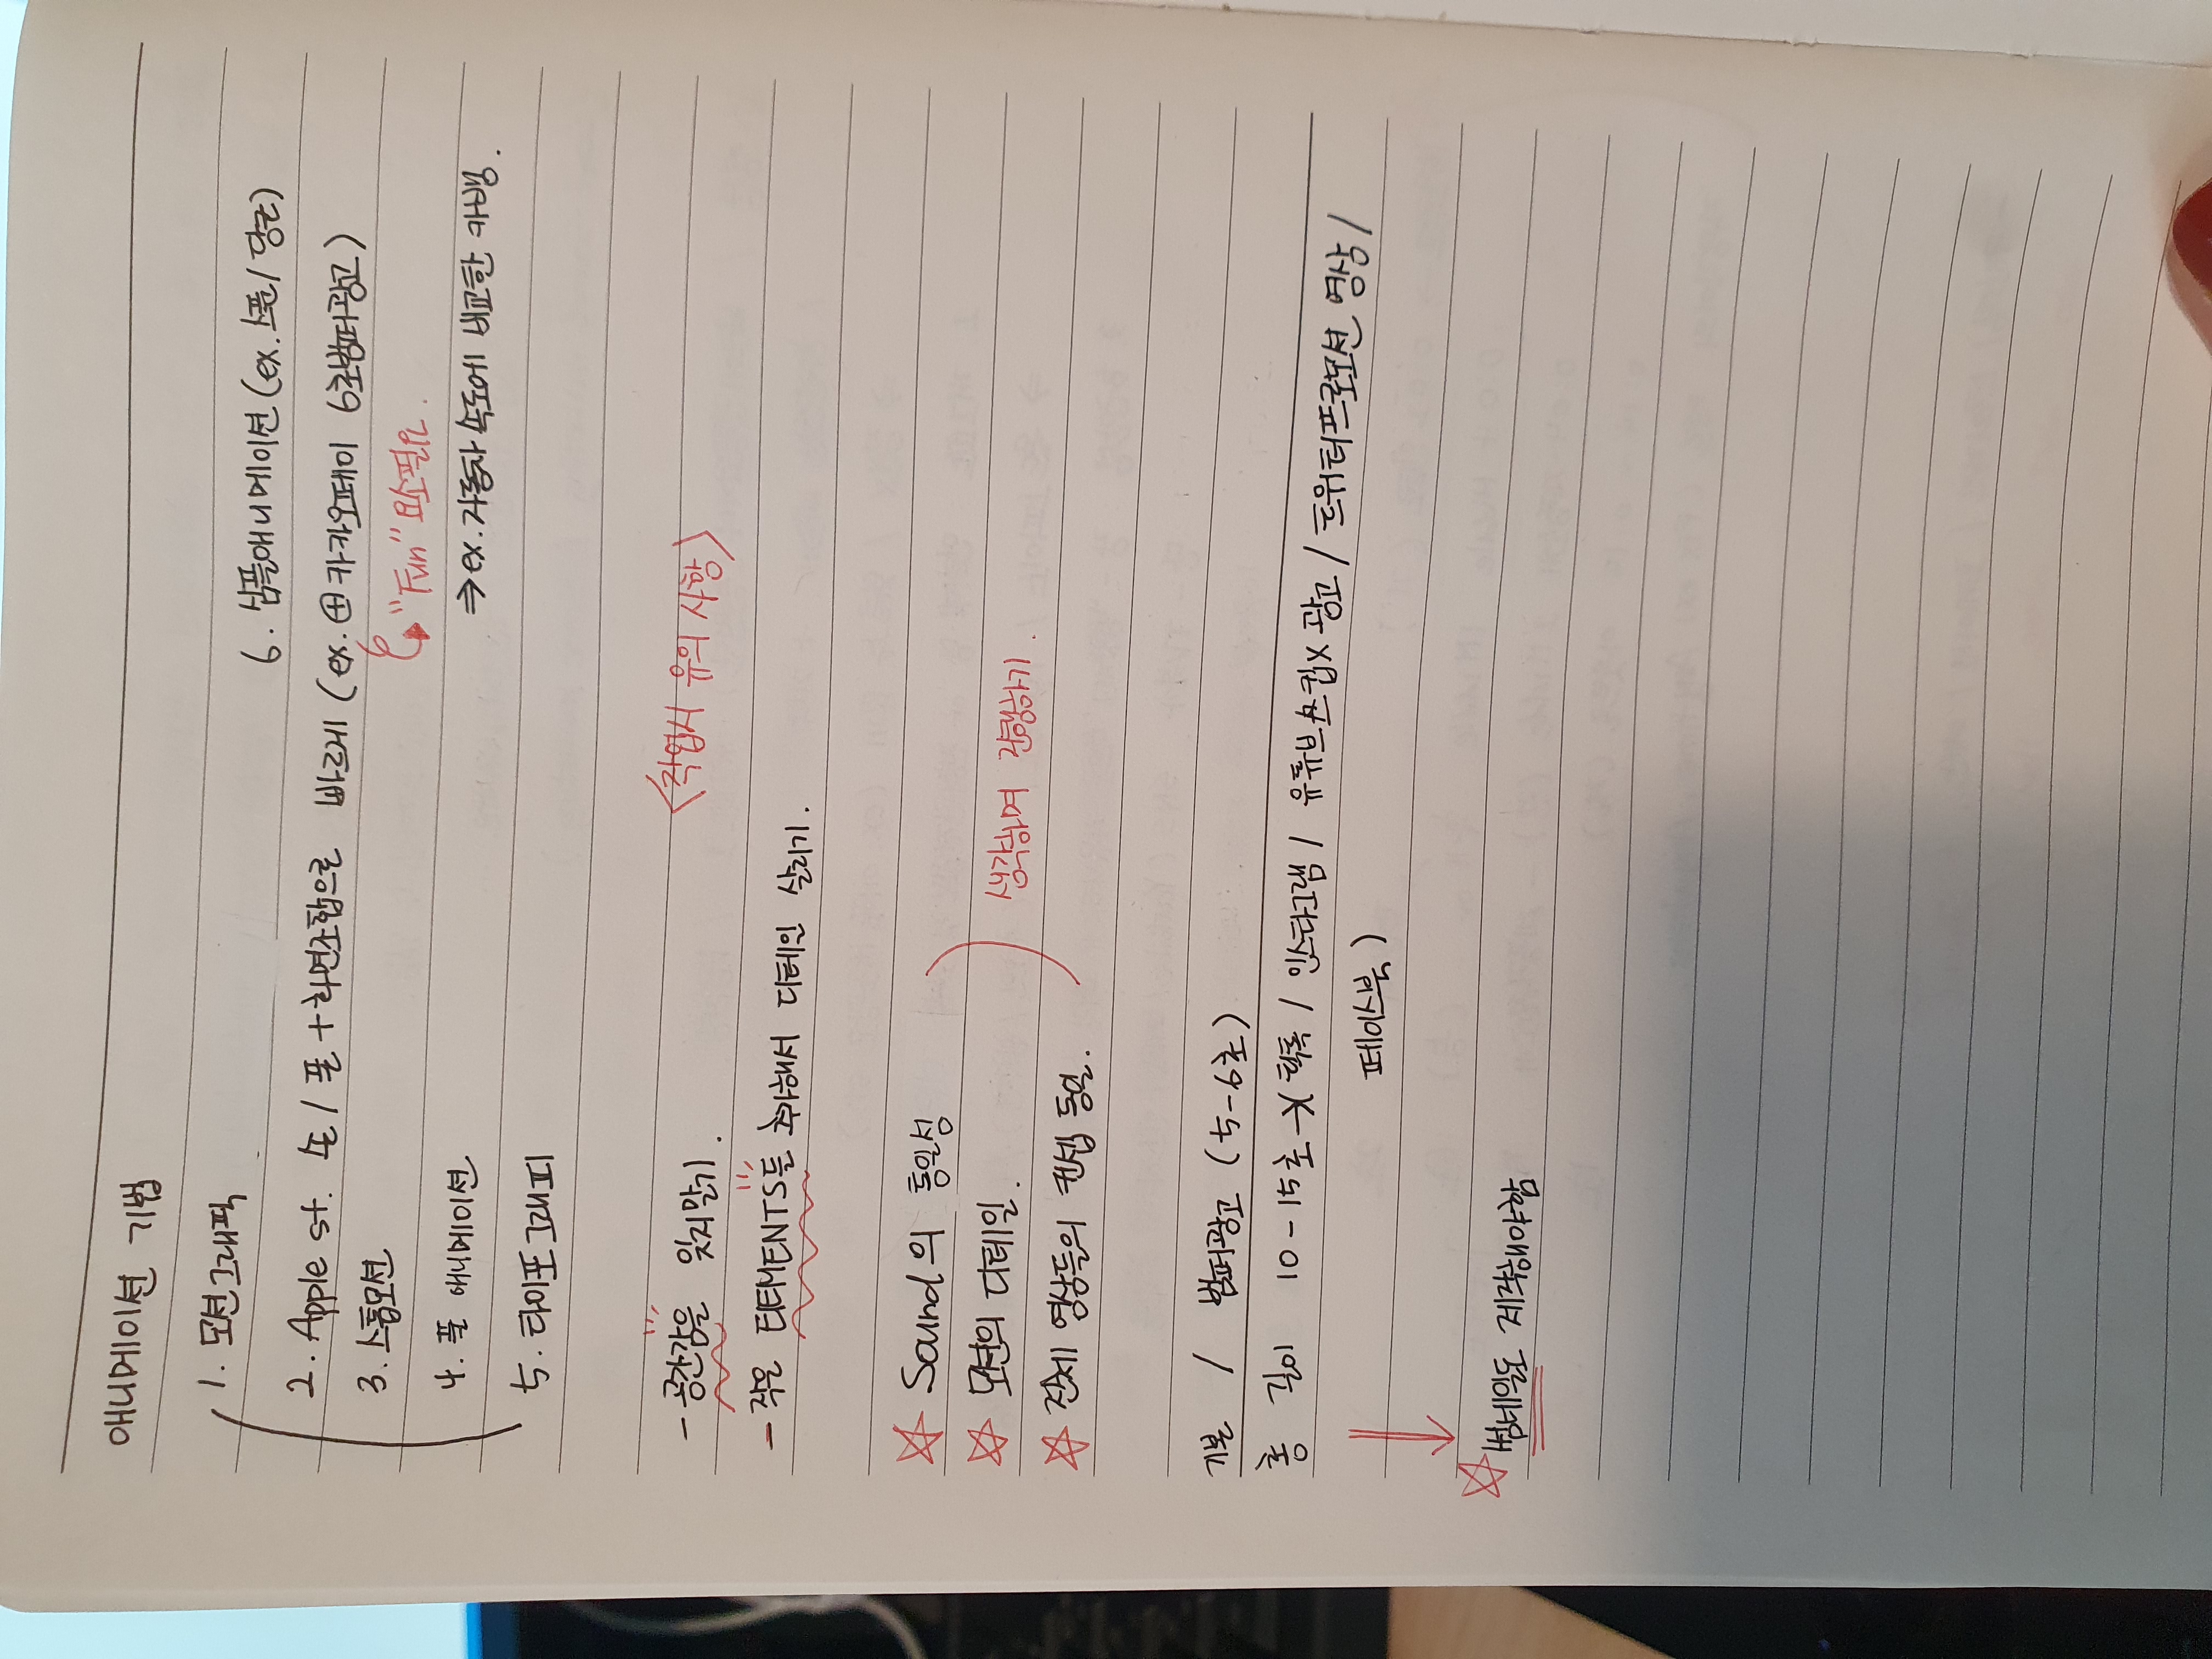 애니메이션 기법
1. 모션그래픽
6. 심플애니메이션 (ex. 스푼 / 당근)
2. Apple st. 손 / 폰 + 화면조합으로 빠르게 (ex. ⊕ 카카오페이 6초범퍼광고)
3. 스톱모션
"Fun" 요소필요.
4. 풀 애니메이션
⇒ ex. 자동차 속도에 비교한 카뱅.
5. 타이포그래피
- 공간감을 잊지말기.
<작업시 유의 사항>
- 작은 ELEMENTS들 추가해서 디테일 살리기.
☆ Sound의 통일성
☆ 모션의 디테일.
생각하며 진행하기.
☆ 전체 영상들의 컨셉 통일.
기본 / 범퍼광고 (5-6초)
총 길이 10-15초 틱톡 / 인스타그램 / 유튜브 스킵X 광고 / 트위터프로모션 영상 /
페이스북)
☆ 썸네일도 제작해야함